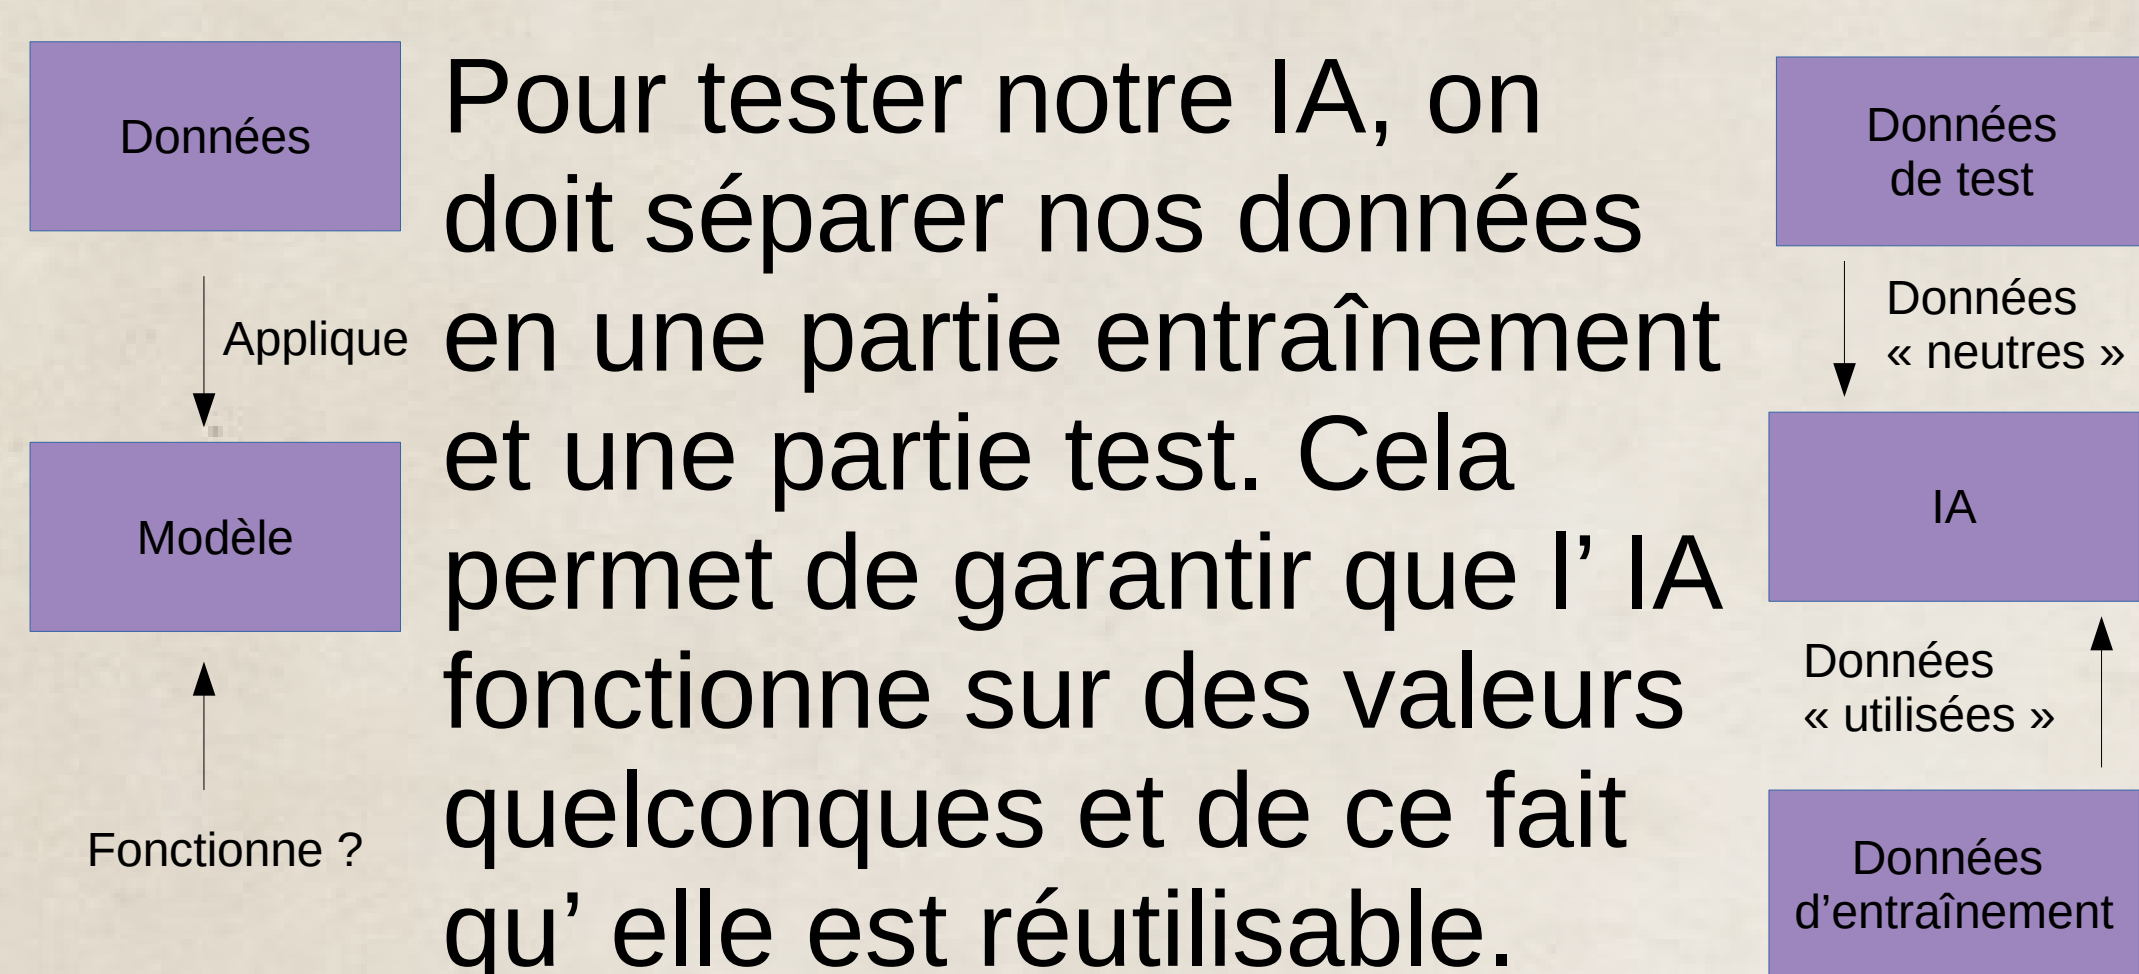 Données
Applique
Modèle
Fonctionne ?
Pour tester notre IA, on
doit séparer nos données
en une partie entraînement
et une partie test. Cela
permet de garantir que l’ IA
fonctionne sur des valeurs
quelconques et de ce fait
qu’ elle est réutilisable.
Données
de test
Données
« neutres »
IA
Données
« utilisées »
Données
d’entraînement